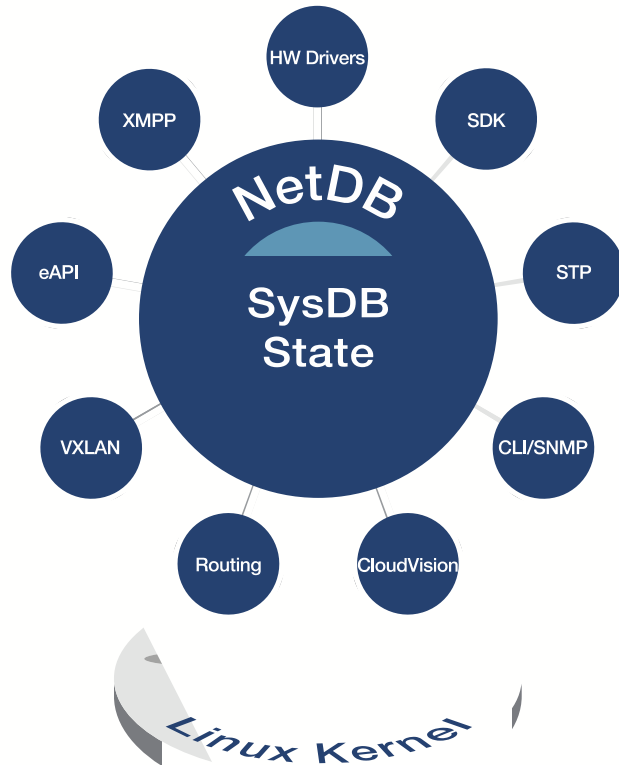 HW Drivers
XMPP
SDK
NetDB
eAPI
STP
SysDB
State
VXLAN
CLI/SNMP
Routing
CloudVision
Linux Kernel